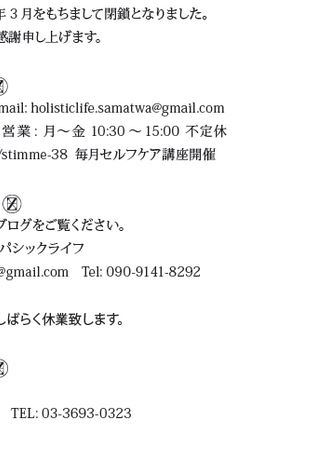 年３月をもちまして閉鎖となりました。
感謝申し上げます。
mail: holisticlife.samatwa@gmail.com
営業: 月～金 10:30～15:00 不定休
/stimme-38 毎月セルフケア講座開催
ブログをご覧ください。
パシックライフ
@gmail.com Tel: 090-9141-8292
しばらく休業致します。
TEL: 03-3693-0323